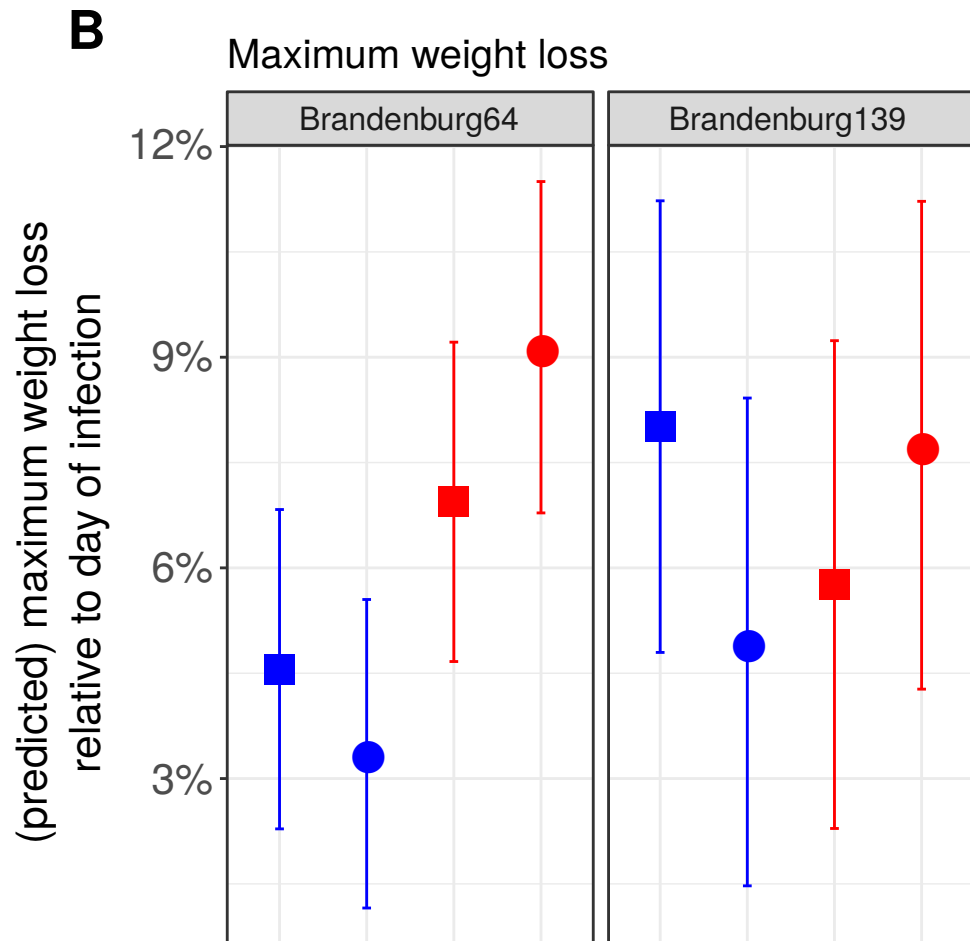 B
Maximum weight loss
Brandenburg64
Brandenburg139
12%
9%
6%
3%
(predicted) maximum weight loss
relative to day of infection